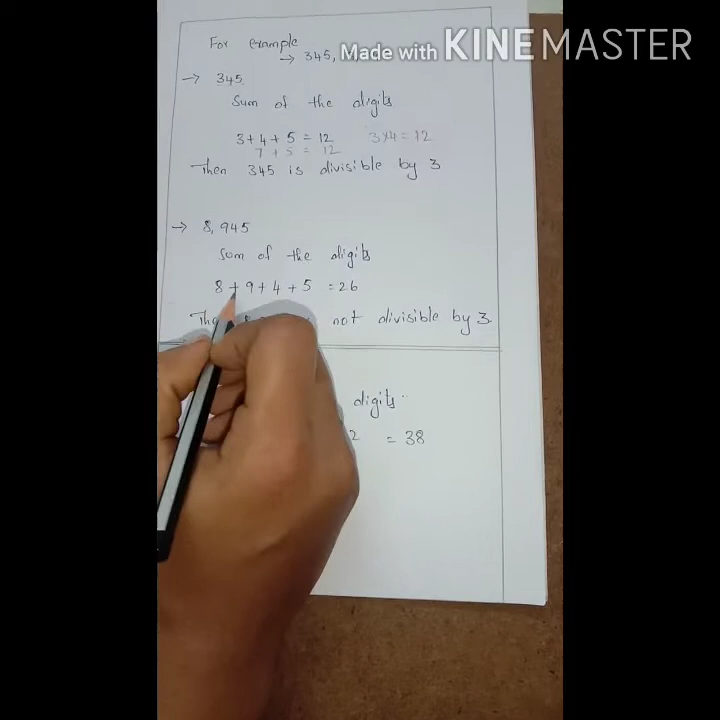 For example
→ 345,
Made with KINEMASTER
→ 345
Sum of the digits
3 + 4 + 5 = 12 3×4 = 12
7 + 5 = 12
Then 345 is divisible by 3
→ 8,945
Sum of the digits
8 + 9 + 4 + 5 = 26
not divisible by 3
digits
2 = 38